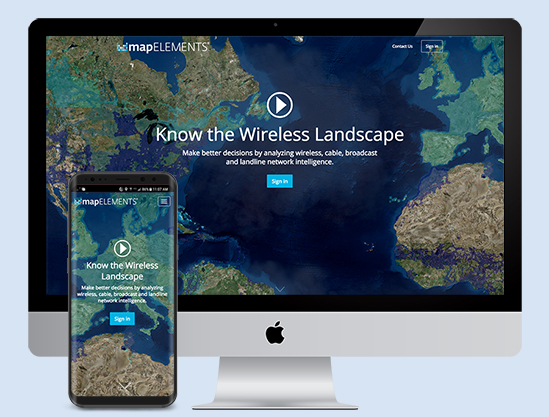 mapELEMENTS
Contact Us
Sign in
Know the Wireless Landscape
Make better decisions by analyzing wireless, cable, broadcast
and landline network intelligence.
Sign in
11:07 AM
mapELEMENTS
Know the Wireless
Landscape
Make better decisions by analyzing
wireless, cable, broadcast and landline
network intelligence.
Sign in